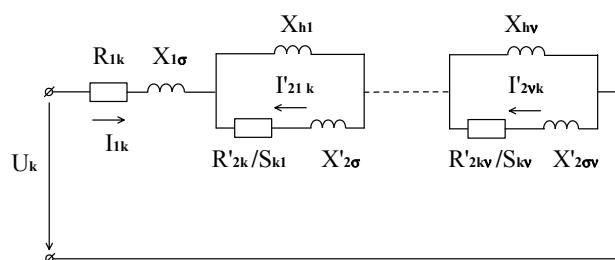 Xh1
Xhν
R1k
X1σ
I'21 k
I'2νk
I1k
R'2k/Sk1
X'2σ
R'2kν/Skν
X'2σν
Uk